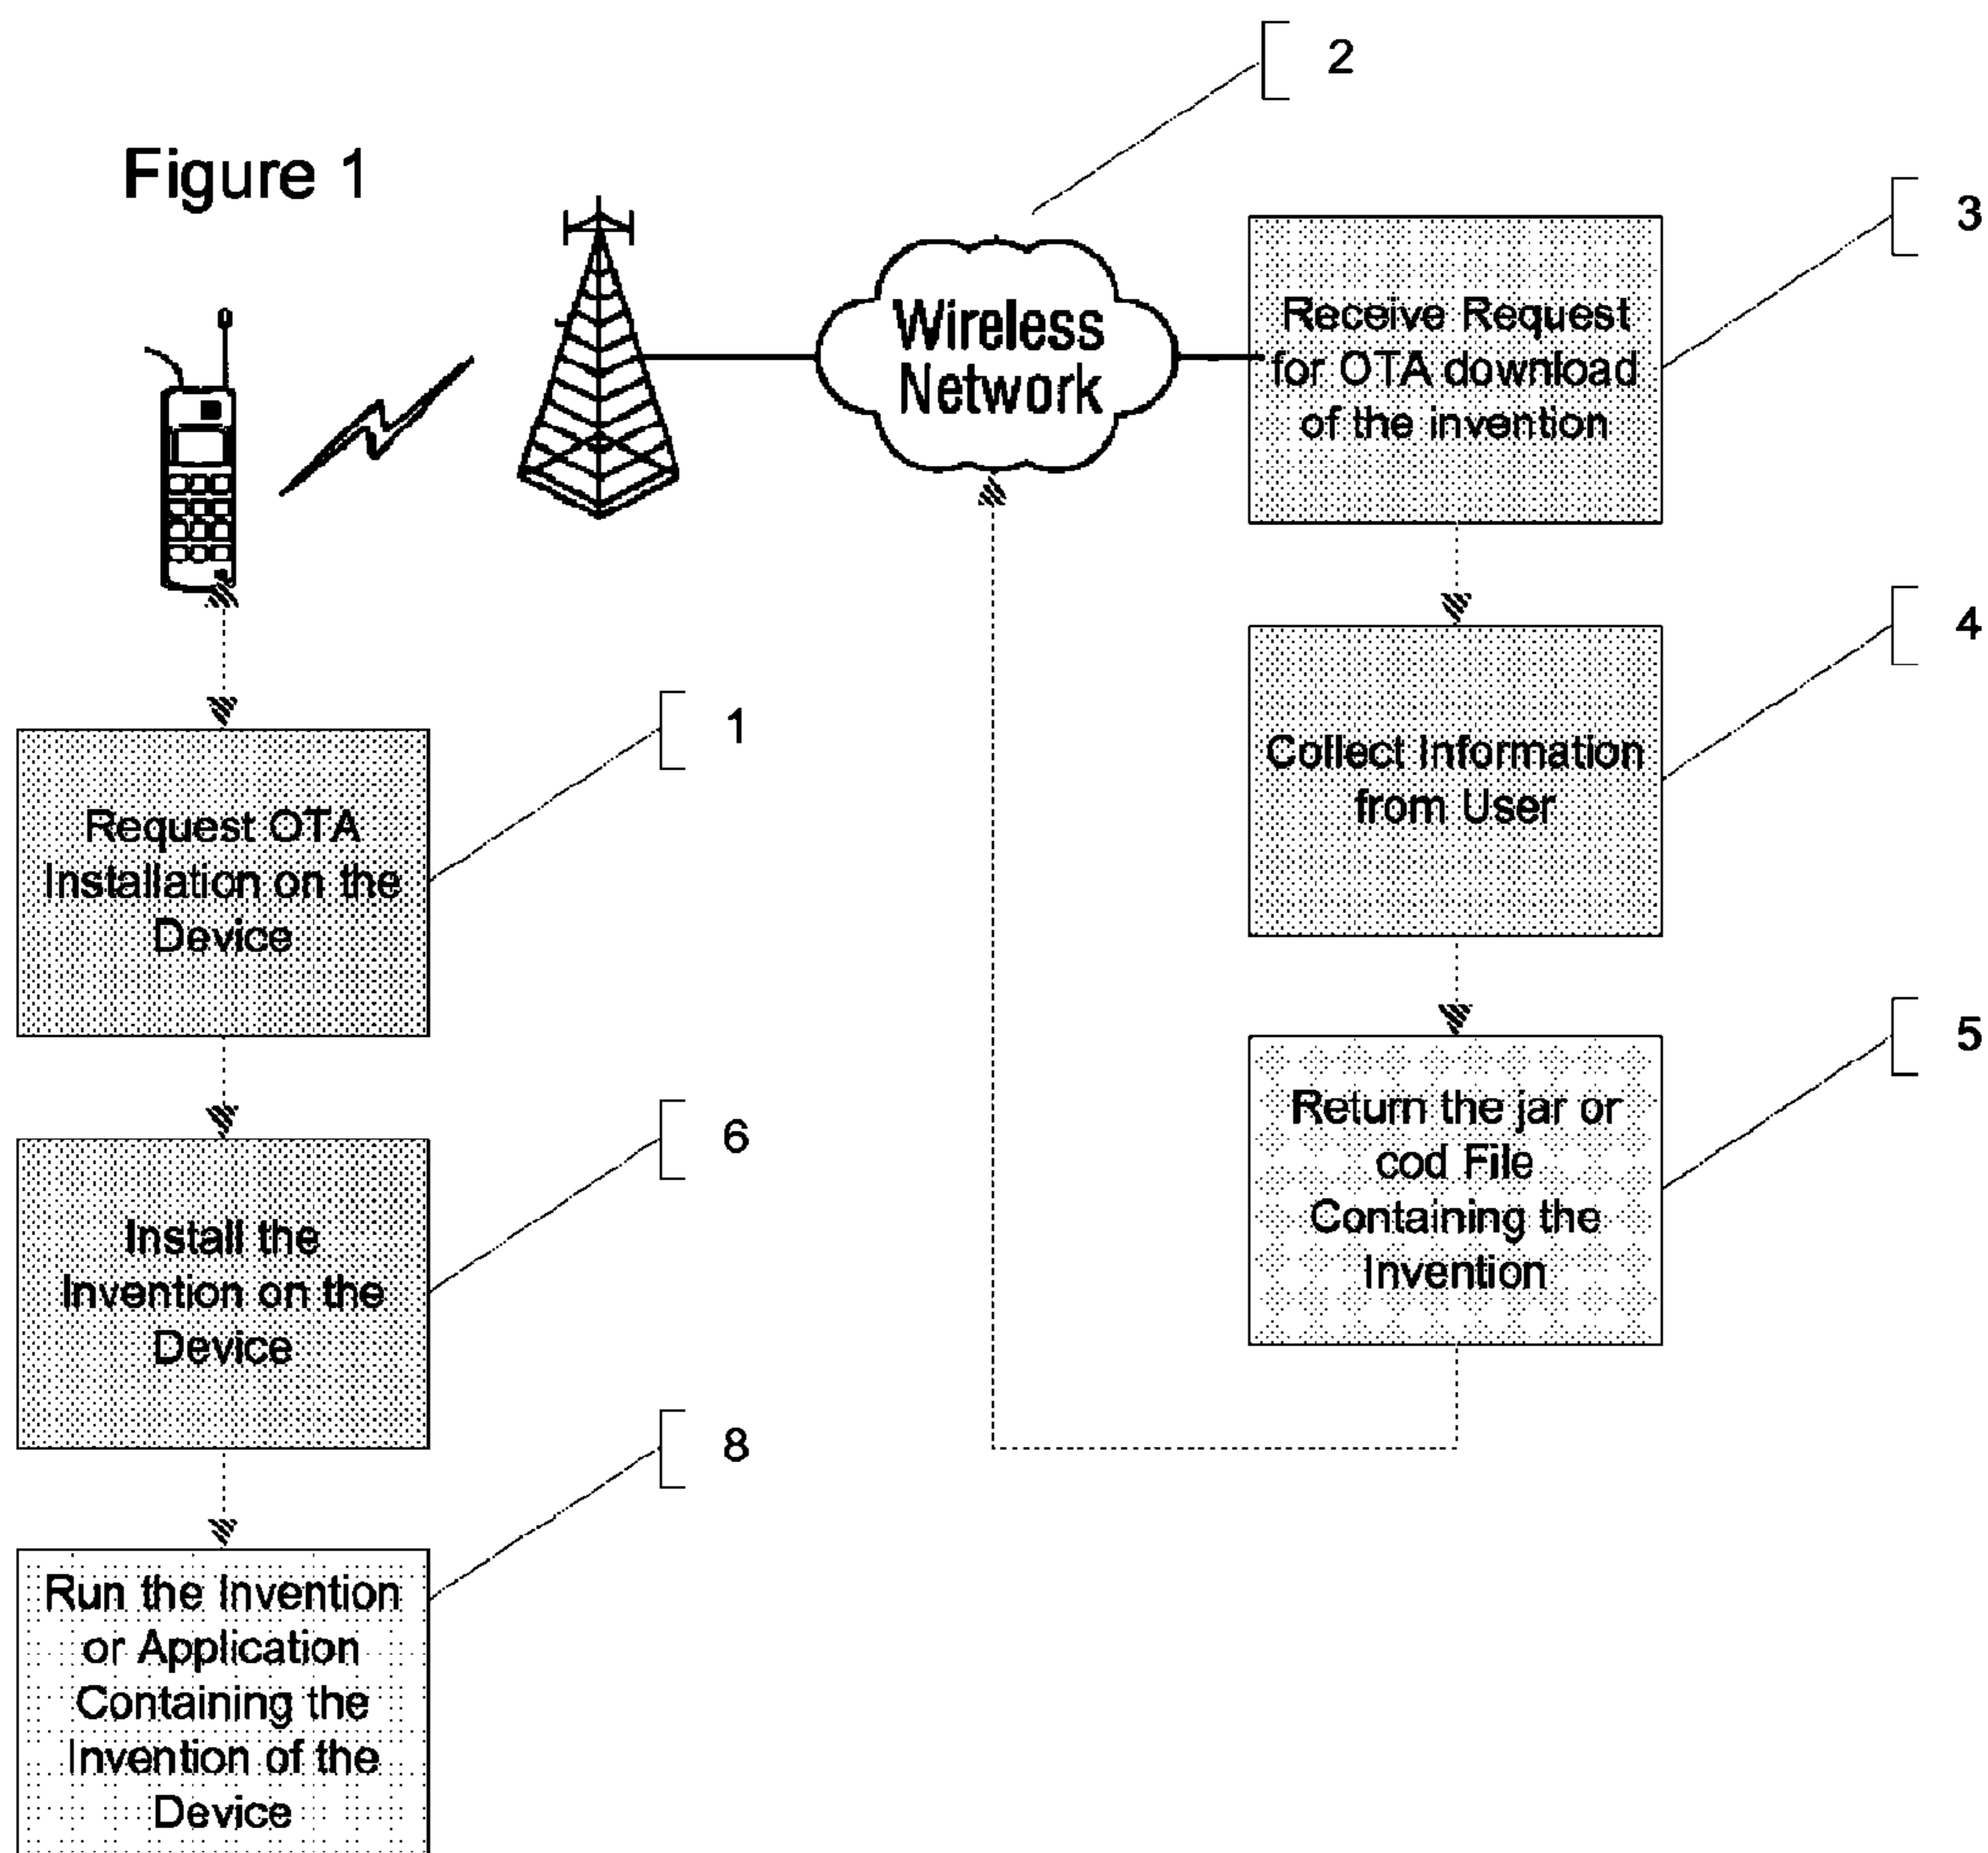 2
Figure 1
3
Wireless
Network
Receive Request
for OTA download
of the invention
4
1
Collect Information
from User
Request OTA
Installation on the
Device
5
Return the jar or
cod File
Containing the
Invention
6
Install the
Invention on the
Device
8
Run the Invention
or Application
Containing the
Invention of the
Device